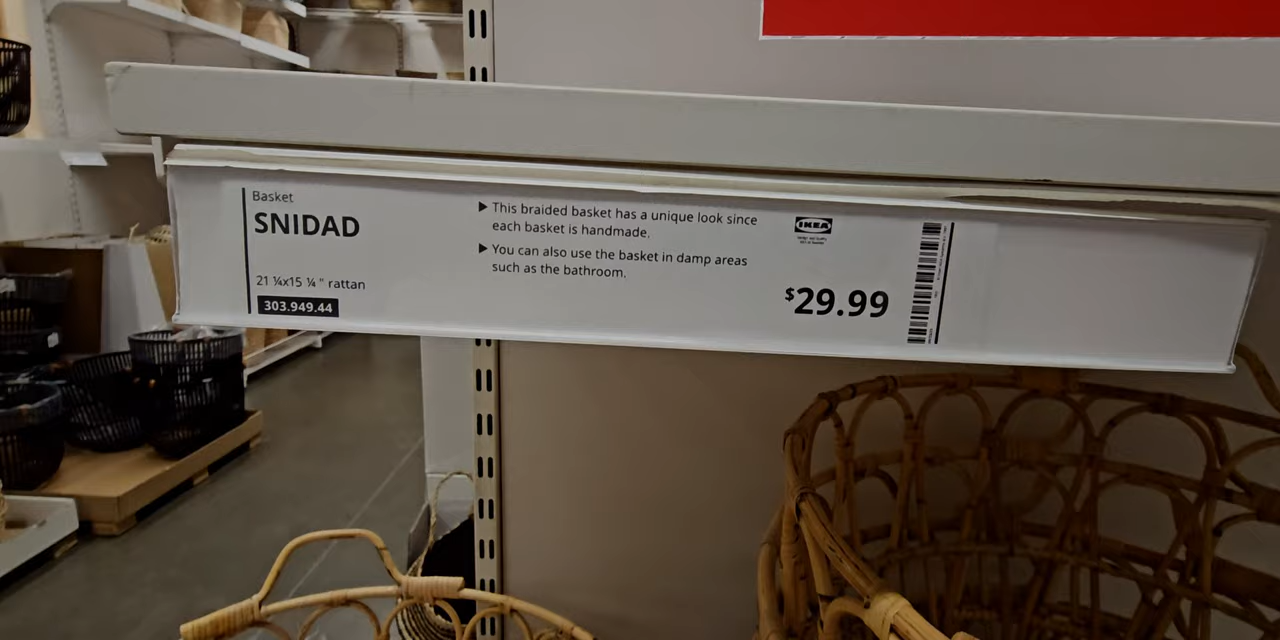 Basket
SNIDAD
21 ¼x15 ¼ " rattan
303.949.44
▶ This braided basket has a unique look since
each basket is handmade.
▶ You can also use the basket in damp areas
such as the bathroom.
IKEA
$29.99